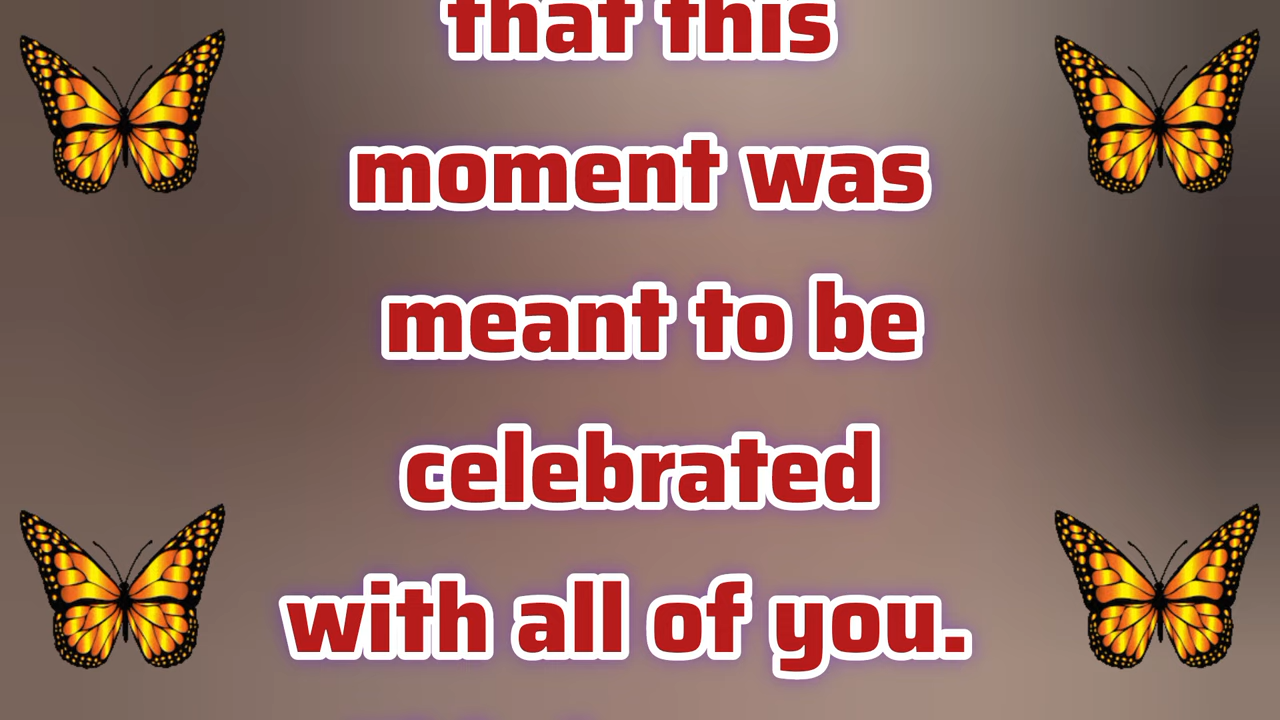 that this
moment was
meant to be
celebrated
with all of you.